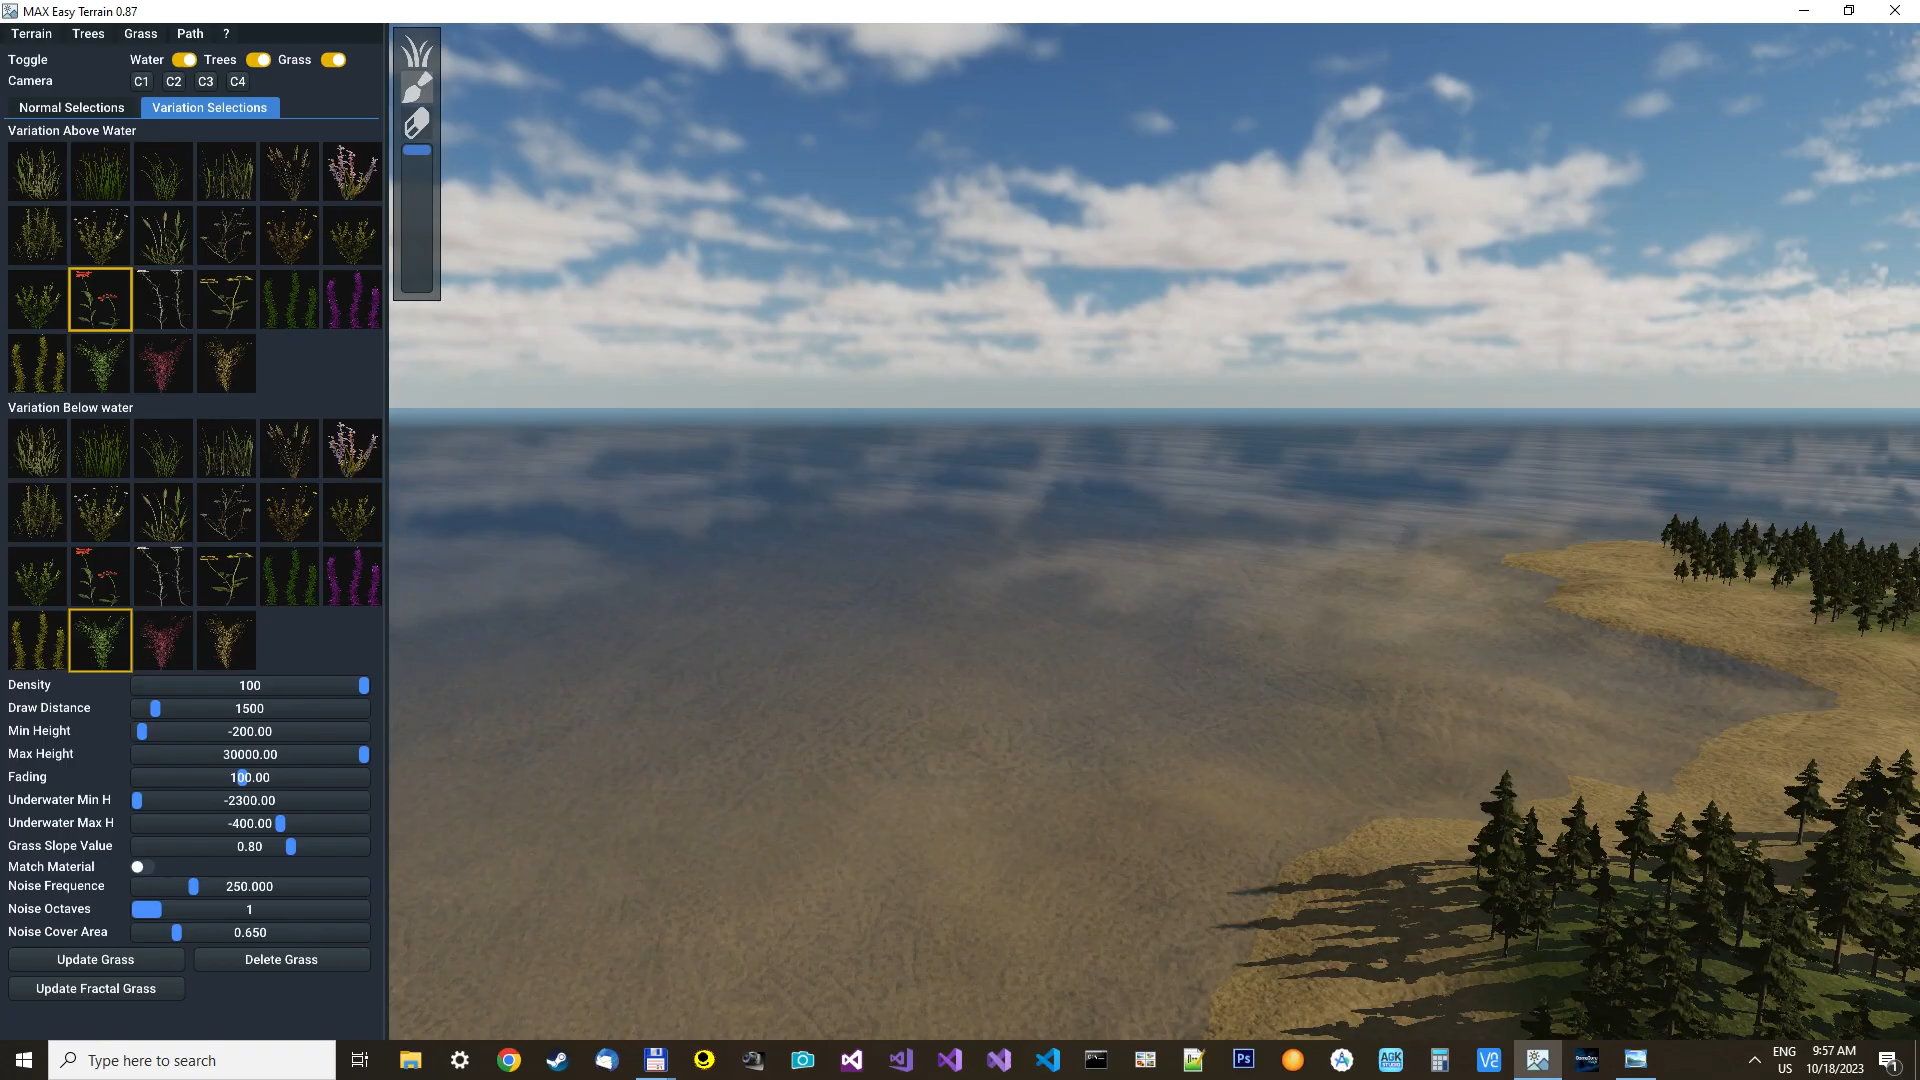 MAX Easy Terrain 0.87
Terrain Trees Grass Path ?
Toggle Water Trees Grass
Camera C1 C2 C3 C4
Normal Selections Variation Selections
Variation Above Water
Variation Below water
Density 100
Draw Distance 1500
Min Height -200.00
Max Height 30000.00
Fading 100.00
Underwater Min H -2300.00
Underwater Max H -400.00
Grass Slope Value 0.80
Match Material
Noise Frequence 250.000
Noise Octaves 1
Noise Cover Area 0.650
Update Grass Delete Grass
Update Fractal Grass
Type here to search
Ps
AGK
STUDIO
ENG
US
9:57 AM
10/18/2023
1